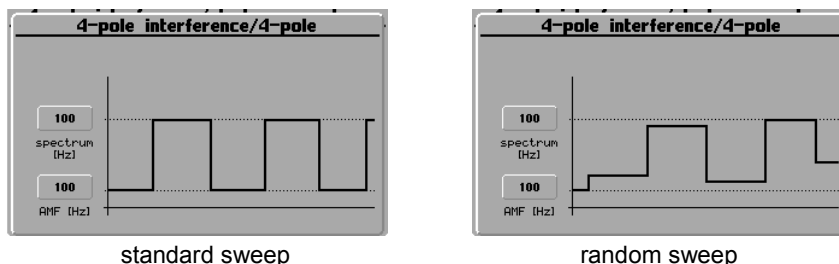 4-pole interference/4-pole
100
spectrum
[Hz]
100
AMF [Hz]
standard sweep
4-pole interference/4-pole
100
spectrum
[Hz]
100
AMF [Hz]
random sweep